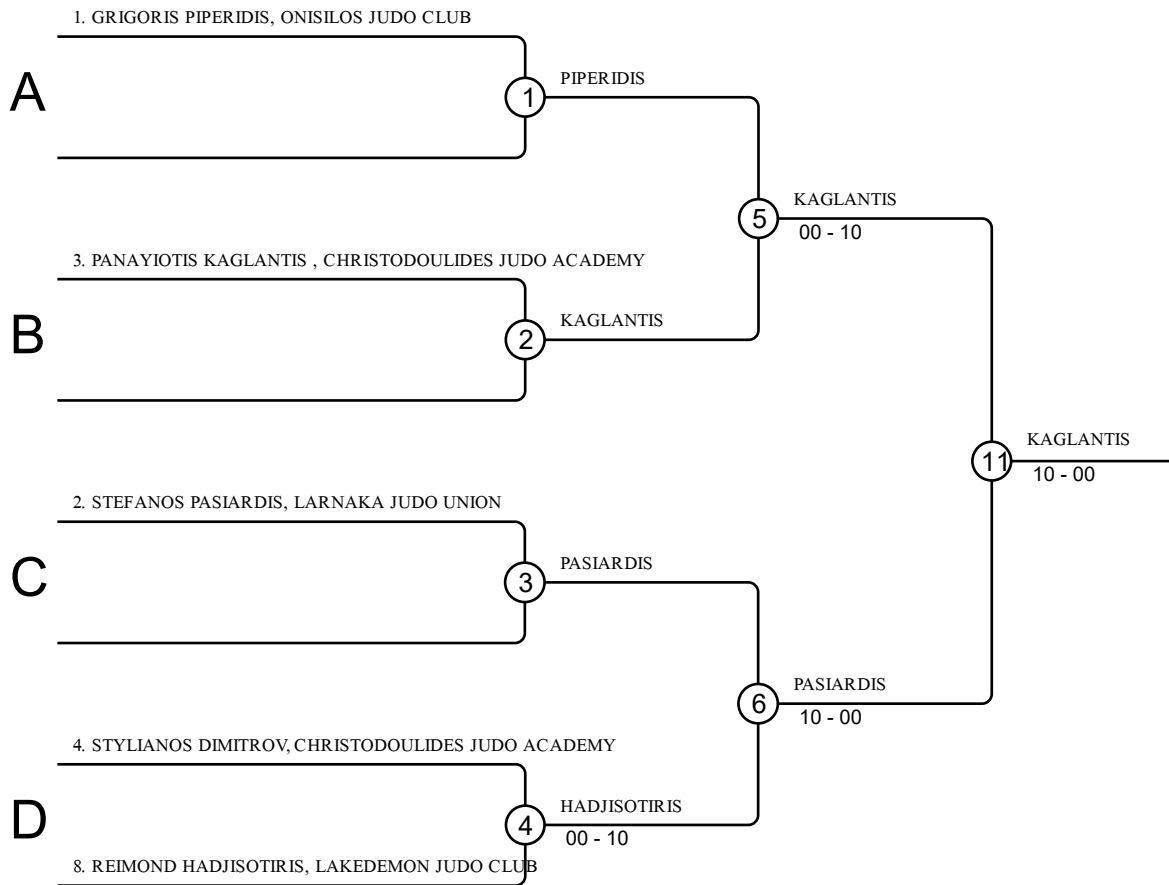 1. GRIGORIS PIPERIDIS, ONISILOS JUDO CLUB
A
1
PIPERIDIS
5
KAGLANTIS
00 - 10
3. PANAYIOTIS KAGLANTIS , CHRISTODOULIDES JUDO ACADEMY
B
2
KAGLANTIS
11
KAGLANTIS
10 - 00
2. STEFANOS PASIARDIS, LARNAKA JUDO UNION
C
3
PASIARDIS
6
PASIARDIS
10 - 00
4. STYLIANOS DIMITROV, CHRISTODOULIDES JUDO ACADEMY
D
4
HADJISOTIRIS
00 - 10
8. REIMOND HADJISOTIRIS, LAKEDEMON JUDO CLUB